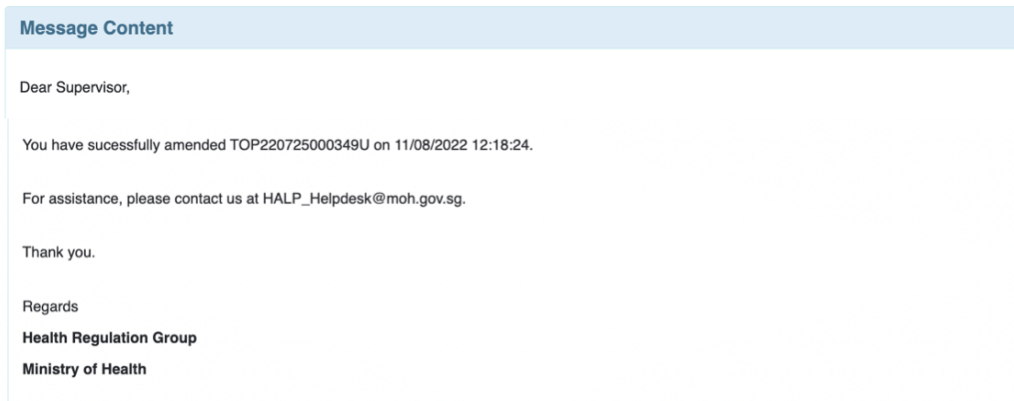 Message Content
Dear Supervisor,
You have sucessfully amended TOP220725000349U on 11/08/2022 12:18:24.
For assistance, please contact us at HALP_Helpdesk@moh.gov.sg.
Thank you.
Regards
Health Regulation Group
Ministry of Health